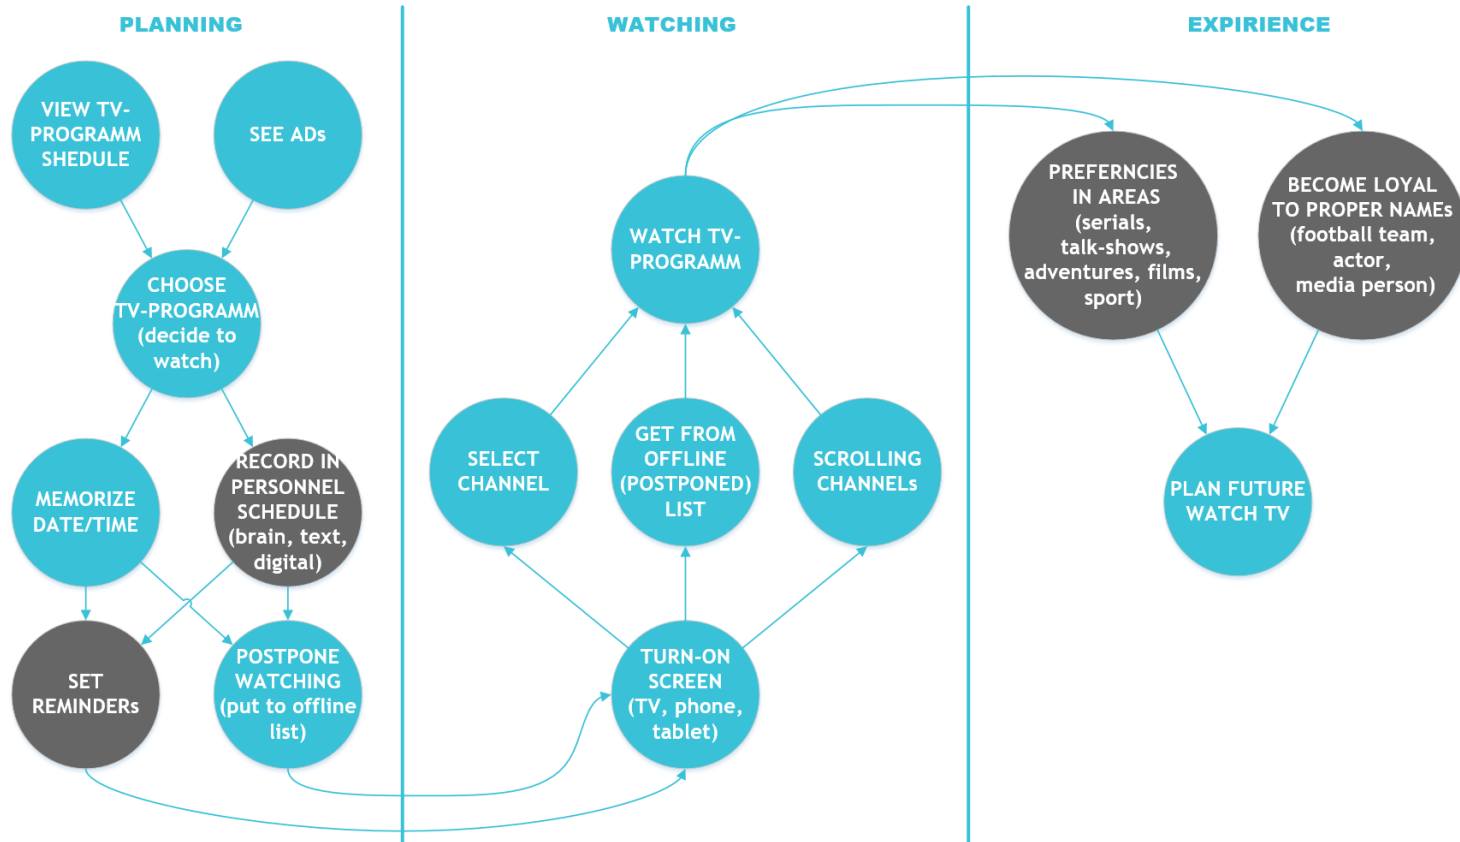 PLANNING
WATCHING
EXPIRIENCE
VIEW TV-
PROGRAMM
SHEDULE
SEE ADs
CHOOSE
TV-PROGRAMM
(decide to
watch)
MEMORIZE
DATE/TIME
RECORD IN
PERSONNEL
SCHEDULE
(brain, text,
digital)
SET
REMINDERs
POSTPONE
WATCHING
(put to offline
list)
WATCH TV-
PROGRAMM
SELECT
CHANNEL
GET FROM
OFFLINE
(POSTPONED)
LIST
SCROLLING
CHANNELs
TURN-ON
SCREEN
(TV, phone,
tablet)
PREFERNCIES
IN AREAS
(serials,
talk-shows,
adventures, films,
sport)
BECOME LOYAL
TO PROPER NAMEs
(football team,
actor,
media person)
PLAN FUTURE
WATCH TV